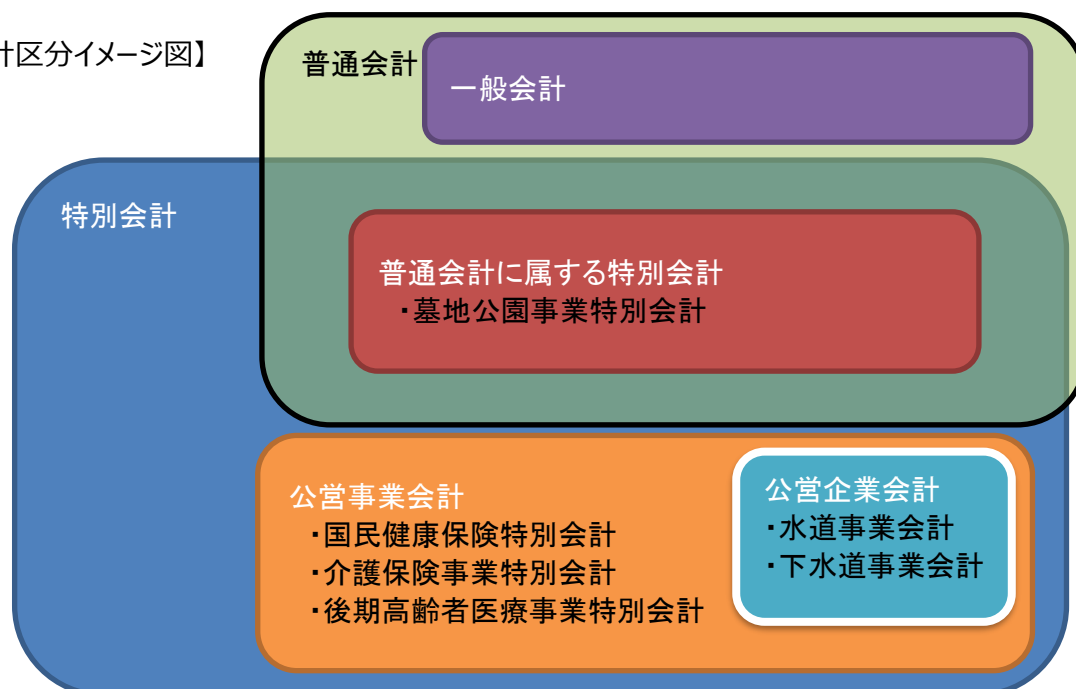 計区分イメージ図】
普通会計
一般会計
特別会計
普通会計に属する特別会計
・墓地公園事業特別会計
公営事業会計
・国民健康保険特別会計
・介護保険事業特別会計
・後期高齢者医療事業特別会計
公営企業会計
・水道事業会計
・下水道事業会計